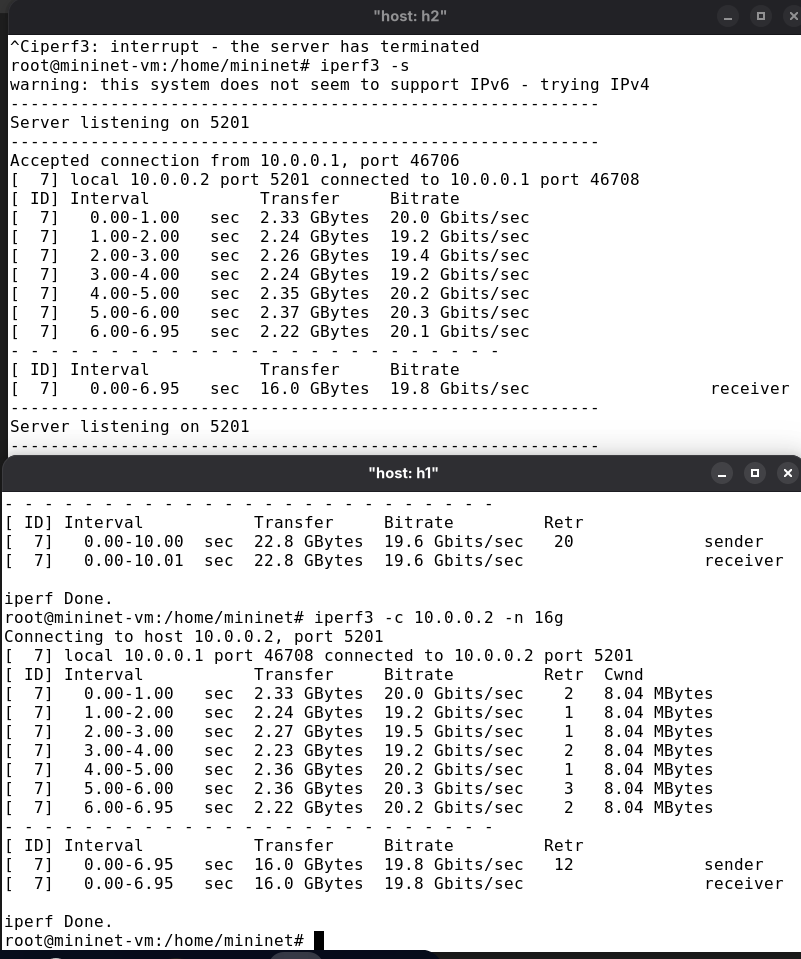 "host: h2"
^Ciperf3: interrupt - the server has terminated
root@mininet-vm:/home/mininet# iperf3 -s
warning: this system does not seem to support IPv6 - trying IPv4
-----------------------------------------------------------
Server listening on 5201
-----------------------------------------------------------
Accepted connection from 10.0.0.1, port 46706
[  7] local 10.0.0.2 port 5201 connected to 10.0.0.1 port 46708
[ ID] Interval           Transfer     Bitrate
[  7]   0.00-1.00   sec  2.33 GBytes  20.0 Gbits/sec
[  7]   1.00-2.00   sec  2.24 GBytes  19.2 Gbits/sec
[  7]   2.00-3.00   sec  2.26 GBytes  19.4 Gbits/sec
[  7]   3.00-4.00   sec  2.24 GBytes  19.2 Gbits/sec
[  7]   4.00-5.00   sec  2.35 GBytes  20.2 Gbits/sec
[  7]   5.00-6.00   sec  2.37 GBytes  20.3 Gbits/sec
[  7]   6.00-6.95   sec  2.22 GBytes  20.1 Gbits/sec
- - - - - - - - - - - - - - - - - - - - - - - - -
[ ID] Interval           Transfer     Bitrate
[  7]   0.00-6.95   sec  16.0 GBytes  19.8 Gbits/sec                  receiver
-----------------------------------------------------------
Server listening on 5201
-----------------------------------------------------------
"host: h1"
- - - - - - - - - - - - - - - - - - - - - - - - -
[ ID] Interval           Transfer     Bitrate         Retr
[  7]   0.00-10.00  sec  22.8 GBytes  19.6 Gbits/sec   20             sender
[  7]   0.00-10.01  sec  22.8 GBytes  19.6 Gbits/sec                  receiver
iperf Done.
root@mininet-vm:/home/mininet# iperf3 -c 10.0.0.2 -n 16g
Connecting to host 10.0.0.2, port 5201
[  7] local 10.0.0.1 port 46708 connected to 10.0.0.2 port 5201
[ ID] Interval           Transfer     Bitrate         Retr  Cwnd
[  7]   0.00-1.00   sec  2.33 GBytes  20.0 Gbits/sec    2   8.04 MBytes
[  7]   1.00-2.00   sec  2.24 GBytes  19.2 Gbits/sec    1   8.04 MBytes
[  7]   2.00-3.00   sec  2.27 GBytes  19.5 Gbits/sec    1   8.04 MBytes
[  7]   3.00-4.00   sec  2.23 GBytes  19.2 Gbits/sec    2   8.04 MBytes
[  7]   4.00-5.00   sec  2.36 GBytes  20.2 Gbits/sec    1   8.04 MBytes
[  7]   5.00-6.00   sec  2.36 GBytes  20.3 Gbits/sec    3   8.04 MBytes
[  7]   6.00-6.95   sec  2.22 GBytes  20.2 Gbits/sec    2   8.04 MBytes
- - - - - - - - - - - - - - - - - - - - - - - - -
[ ID] Interval           Transfer     Bitrate         Retr
[  7]   0.00-6.95   sec  16.0 GBytes  19.8 Gbits/sec   12             sender
[  7]   0.00-6.95   sec  16.0 GBytes  19.8 Gbits/sec                  receiver
iperf Done.
root@mininet-vm:/home/mininet#